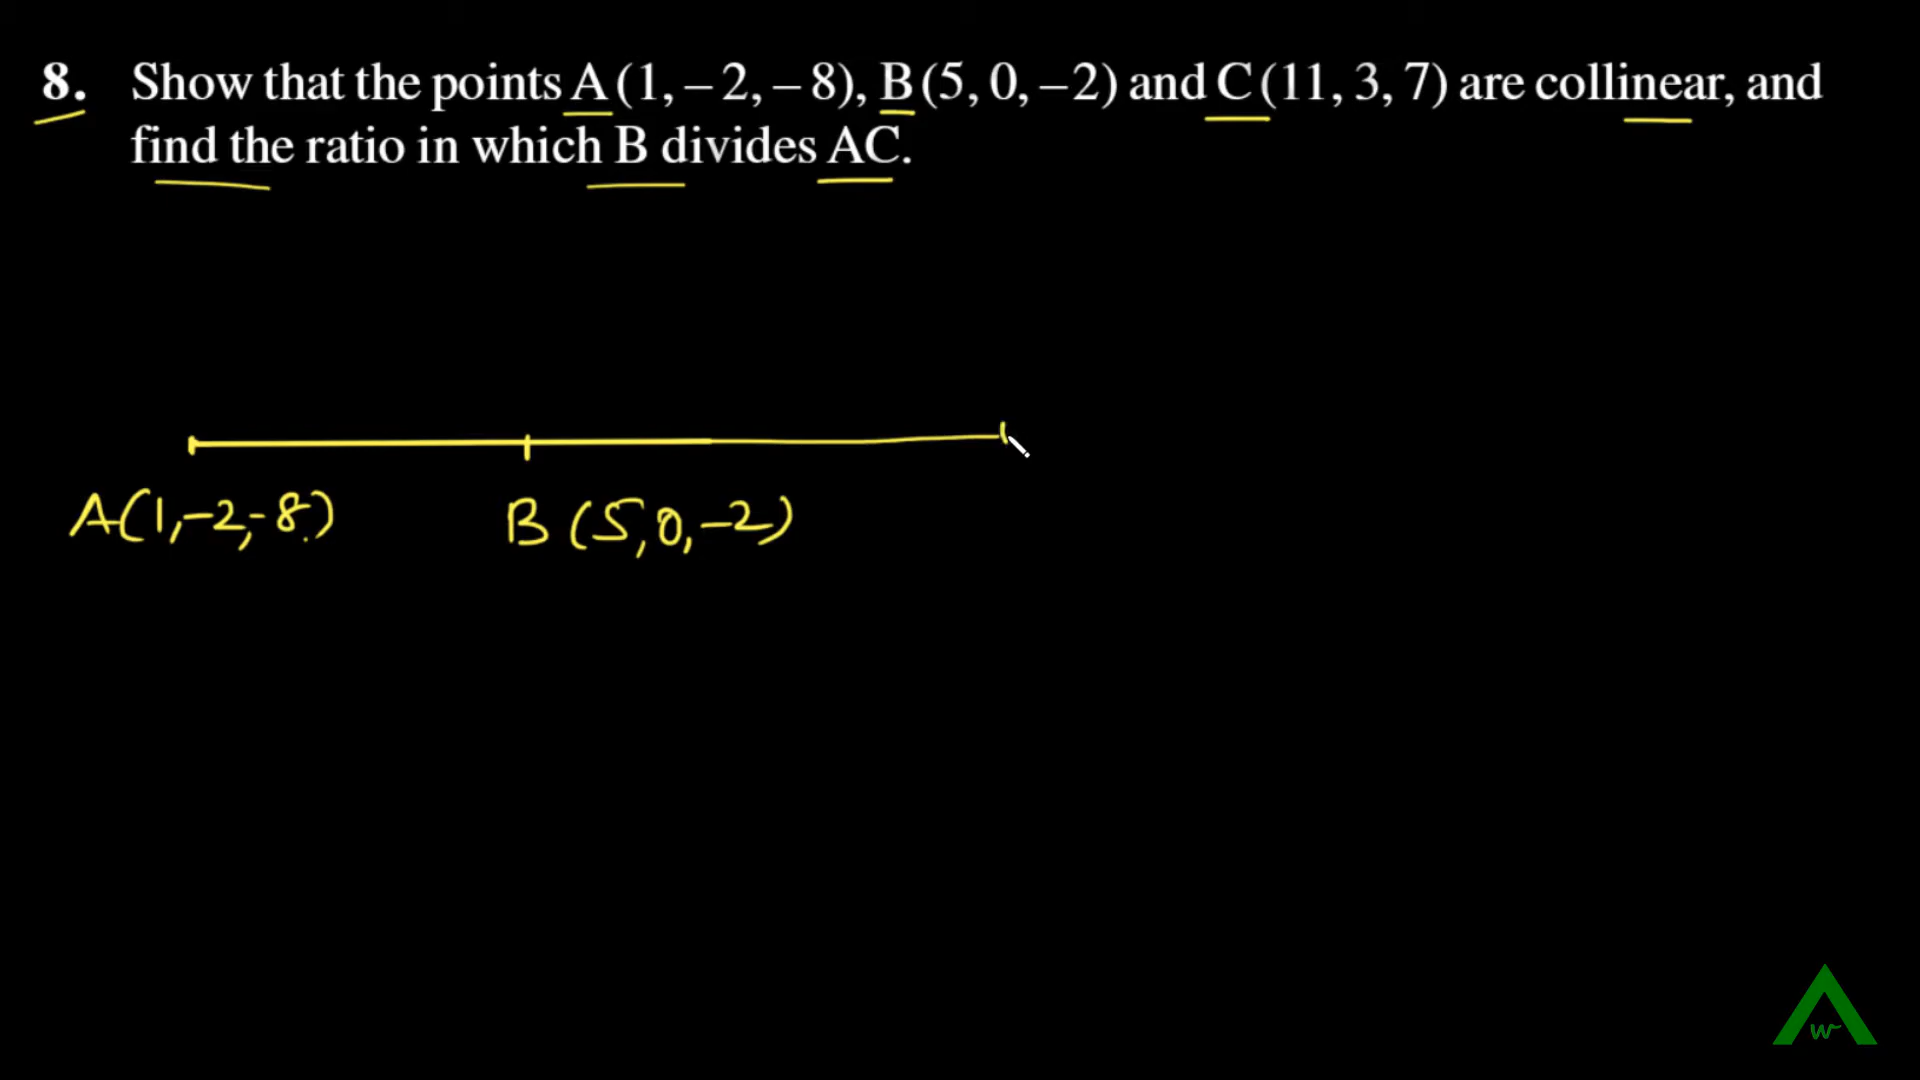 8. Show that the points A (1, – 2, – 8), B (5, 0, –2) and C (11, 3, 7) are collinear, and
find the ratio in which B divides AC.
A(1,-2,-8) B (5,0,-2)
W